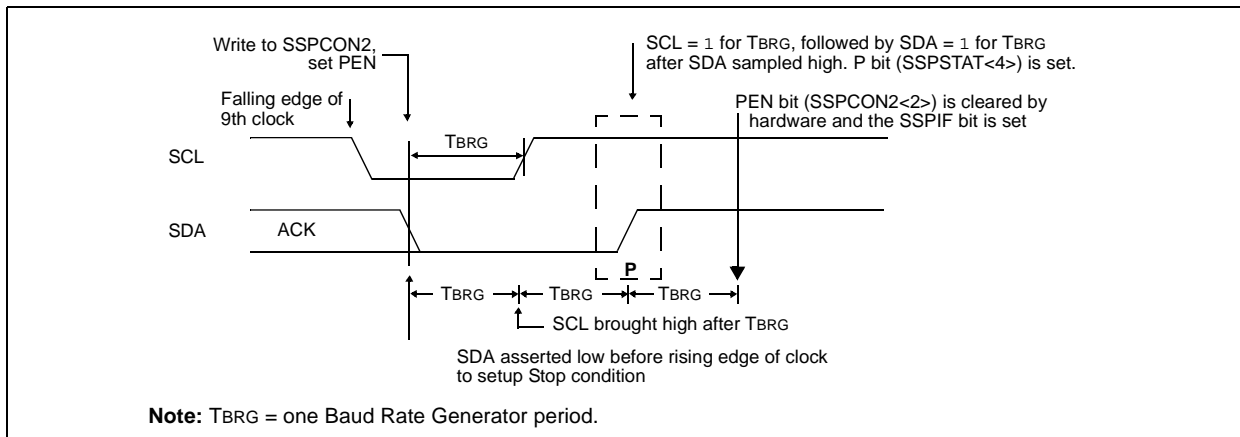 Write to SSPCON2,
set PEN
SCL = 1 for TBRG, followed by SDA = 1 for TBRG
after SDA sampled high. P bit (SSPSTAT<4>) is set.
Falling edge of
9th clock
PEN bit (SSPCON2<2>) is cleared by
hardware and the SSPIF bit is set
SCL
TBRG
SDA
ACK
P
TBRG
TBRG
TBRG
SCL brought high after TBRG
SDA asserted low before rising edge of clock
to setup Stop condition
Note: TBRG = one Baud Rate Generator period.